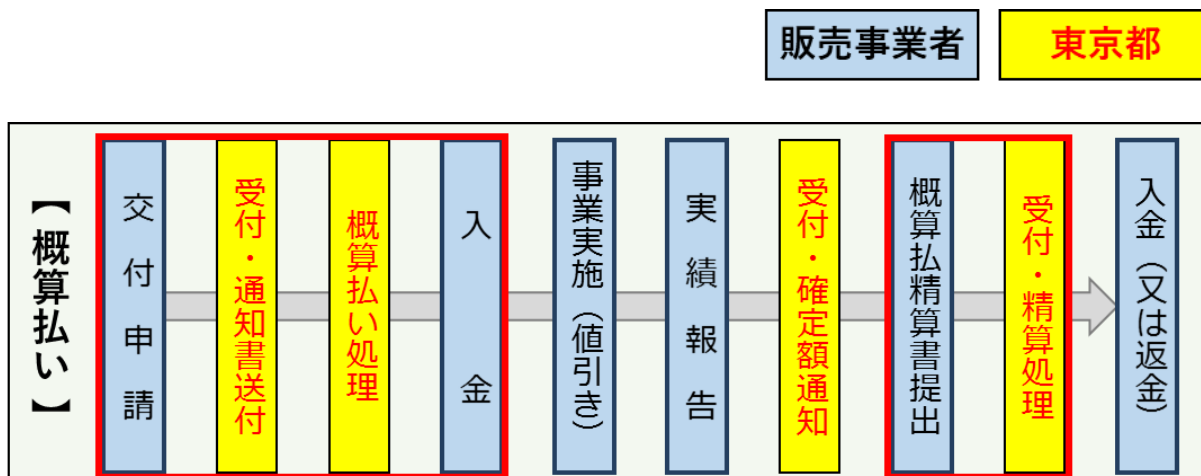 販売事業者
東京都
【概算払い】
交付申請
受付・通知書送付
概算払い処理
入金
事業実施（値引き）
実績報告
受付・確定額通知
概算払精算書提出
受付・精算処理
入金（又は返金）